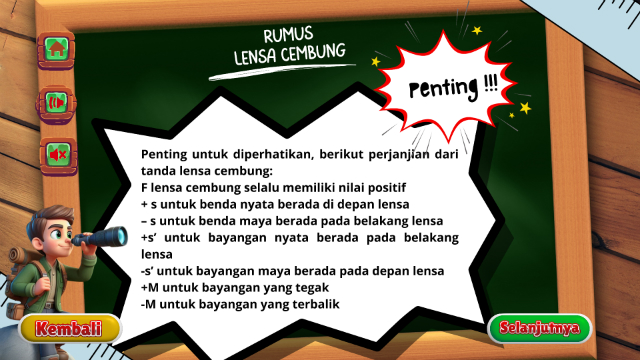 RUMUS
LENSA CEMBUNG
Penting !!!
Penting untuk diperhatikan, berikut perjanjian dari
tanda lensa cembung:
F lensa cembung selalu memiliki nilai positif
+ s untuk benda nyata berada di depan lensa
– s untuk benda maya berada pada belakang lensa
+s’ untuk bayangan nyata berada pada belakang
lensa
-s’ untuk bayangan maya berada pada depan lensa
+M untuk bayangan yang tegak
-M untuk bayangan yang terbalik
Kembali
Selanjutnya